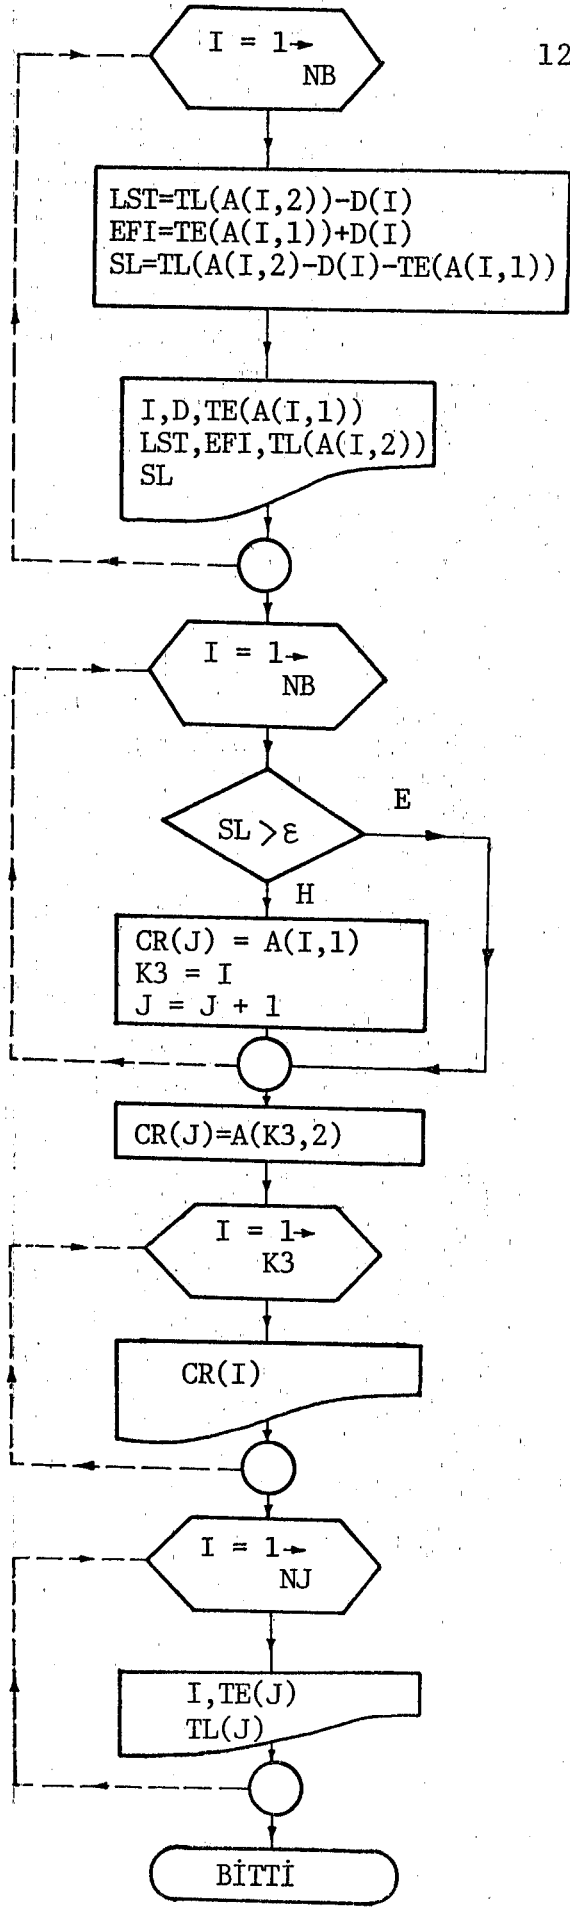 I = 1→
NB
12
LST=TL(A(I,2))-D(I)
EFI=TE(A(I,1))+D(I)
SL=TL(A(I,2)-D(I)-TE(A(I,1))
I,D,TE(A(I,1))
LST,EFI,TL(A(I,2))
SL
I = 1→
NB
SL > ε
E
H
CR(J) = A(I,1)
K3 = I
J = J + 1
CR(J)=A(K3,2)
I = 1→
K3
CR(I)
I = 1→
NJ
I,TE(J)
TL(J)
BİTTİ